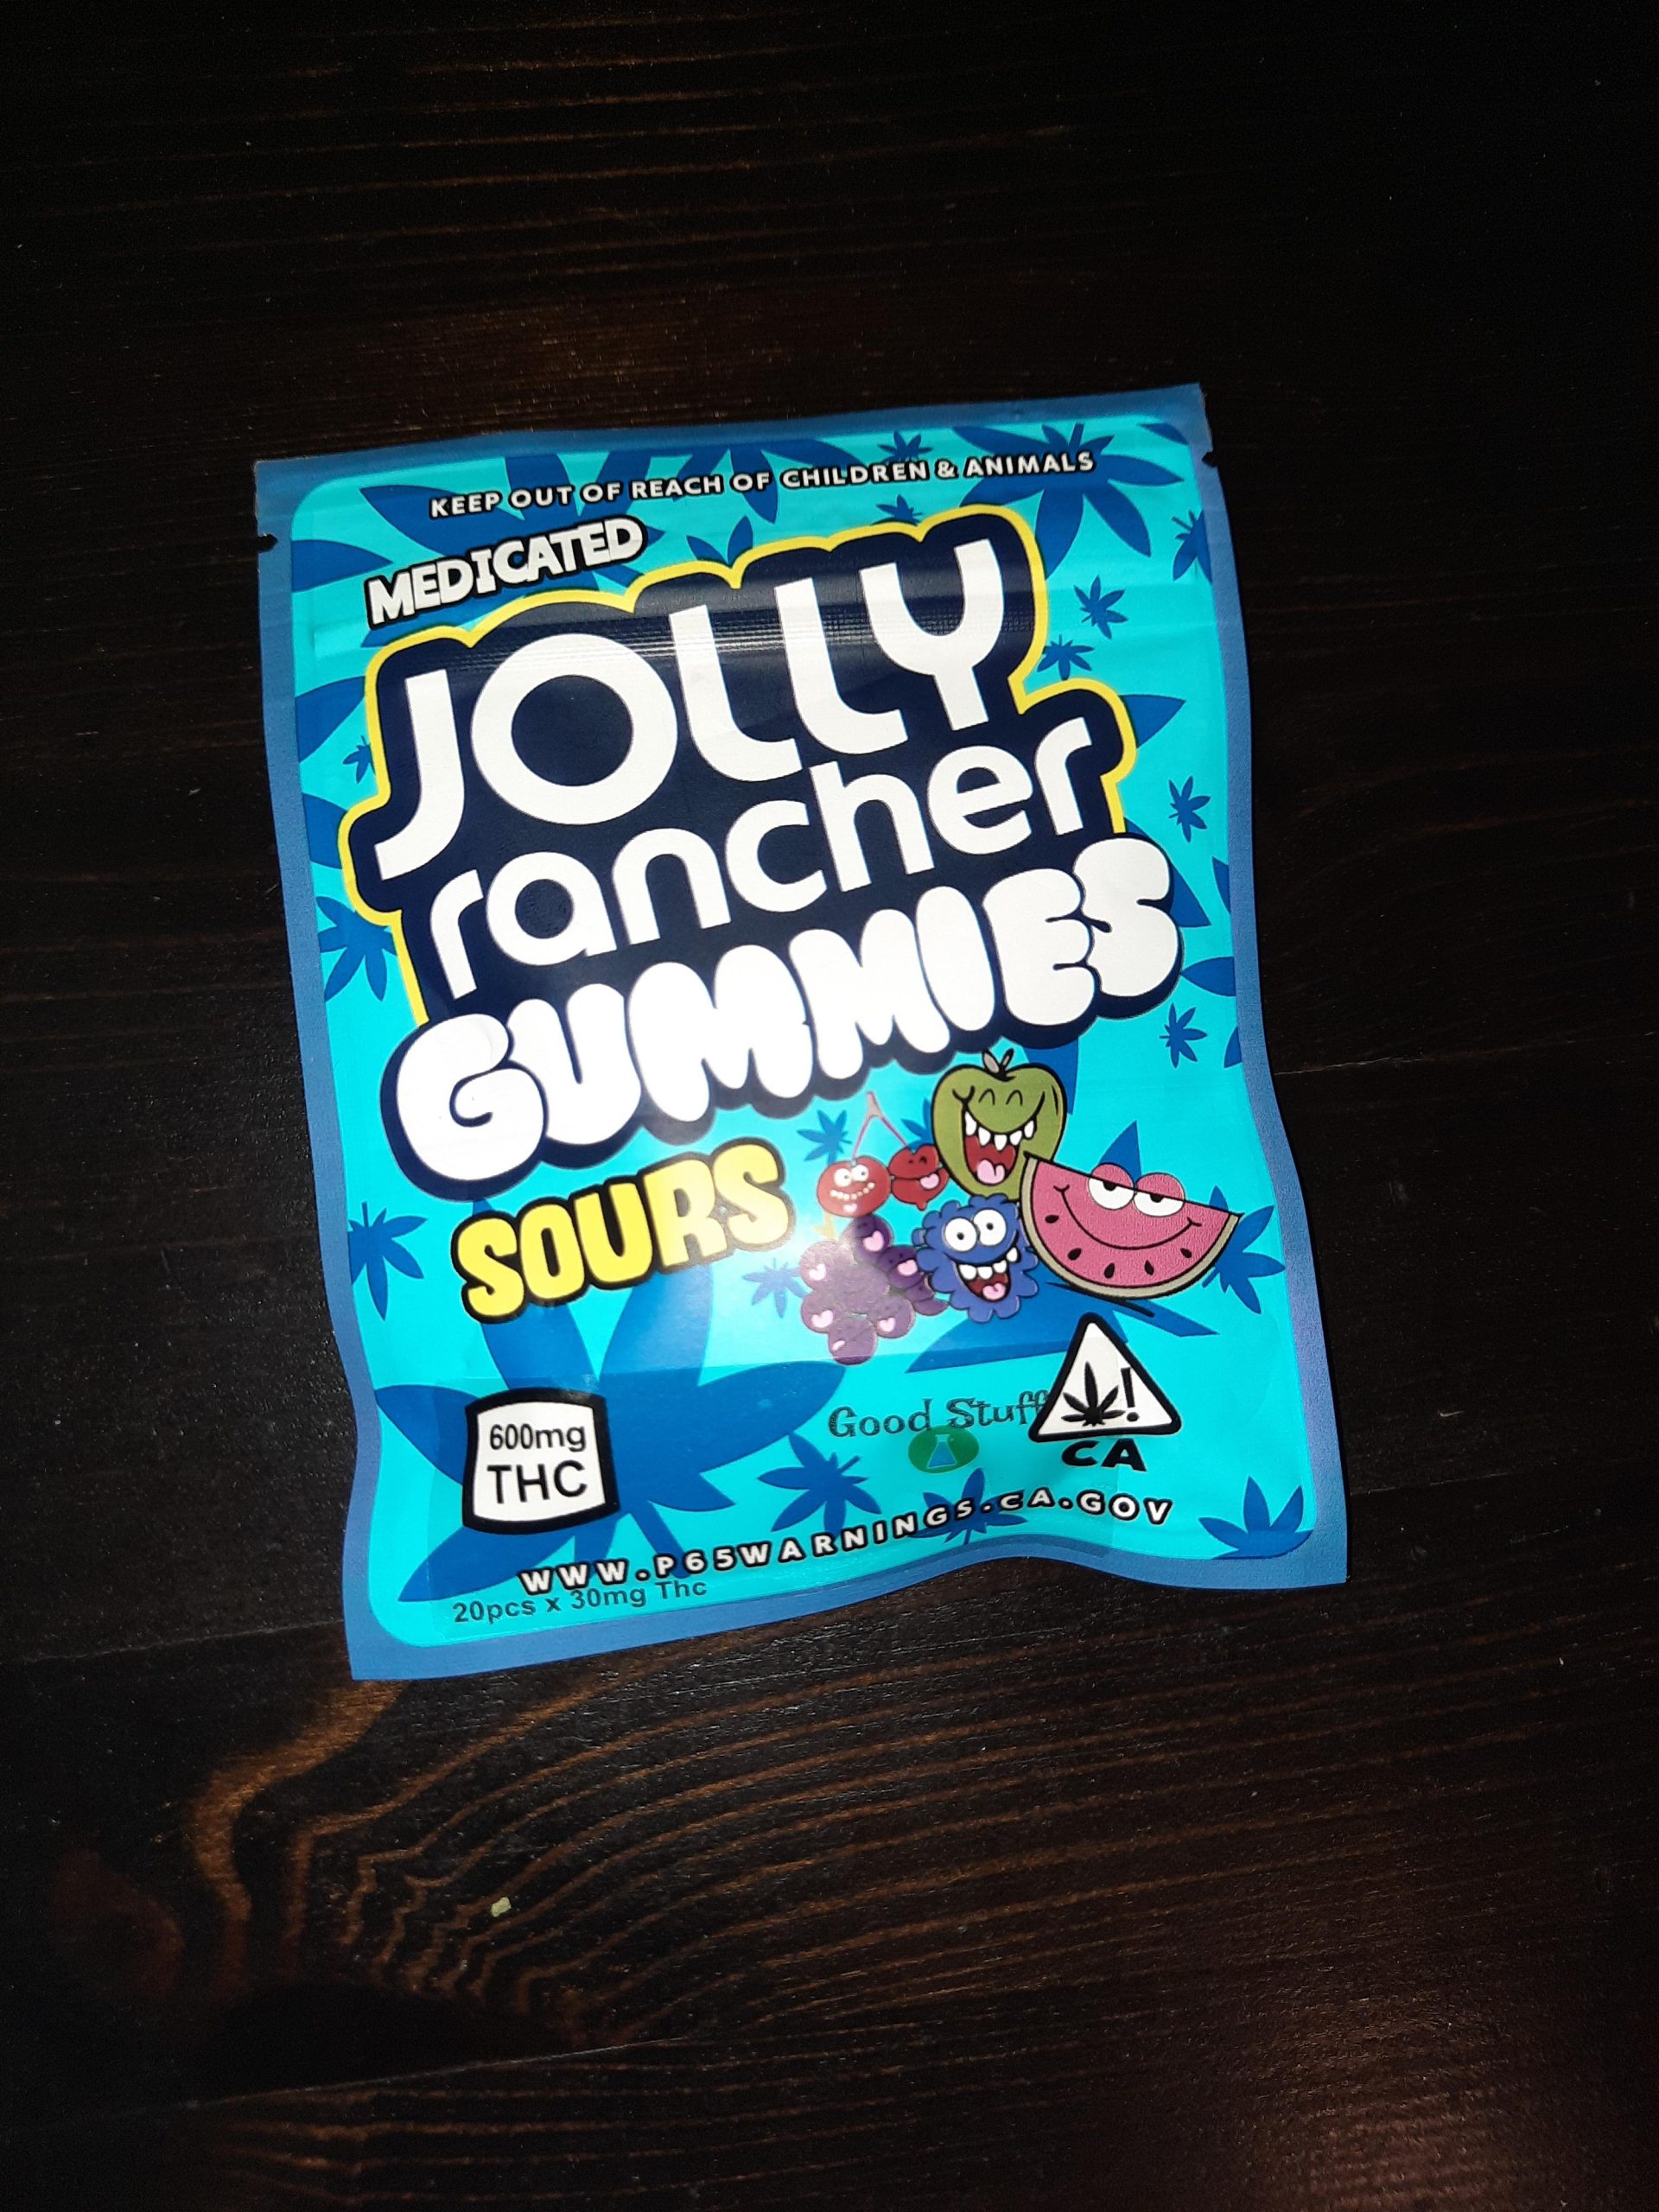 KEEP OUT OF REACH OF CHILDREN & ANIMALS
MEDICATED
JOLLY
rancher
GUMMIES
SOURS
600mg
THC
Good Stuff
!
CA
WWW.P65WARNINGS.CA.GOV
20pcs x 30mg Thc